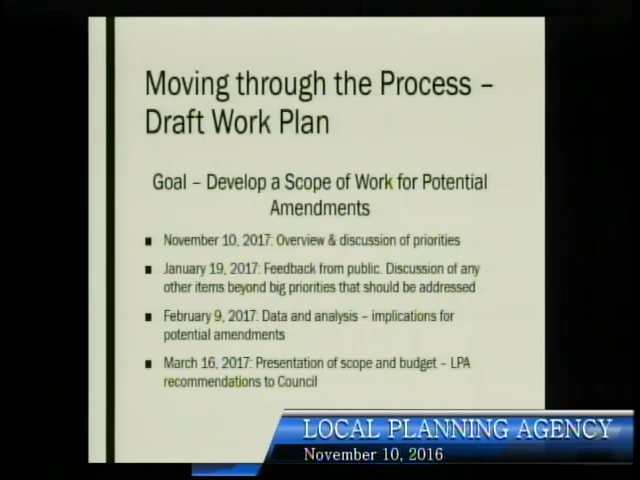 Moving through the Process –
Draft Work Plan
Goal – Develop a Scope of Work for Potential
Amendments
■ November 10, 2017: Overview & discussion of priorities
■ January 19, 2017: Feedback from public. Discussion of any
other items beyond big priorities that should be addressed
■ February 9, 2017: Data and analysis – implications for
potential amendments
■ March 16, 2017: Presentation of scope and budget – LPA
recommendations to Council
LOCAL PLANNING AGENCY
November 10, 2016